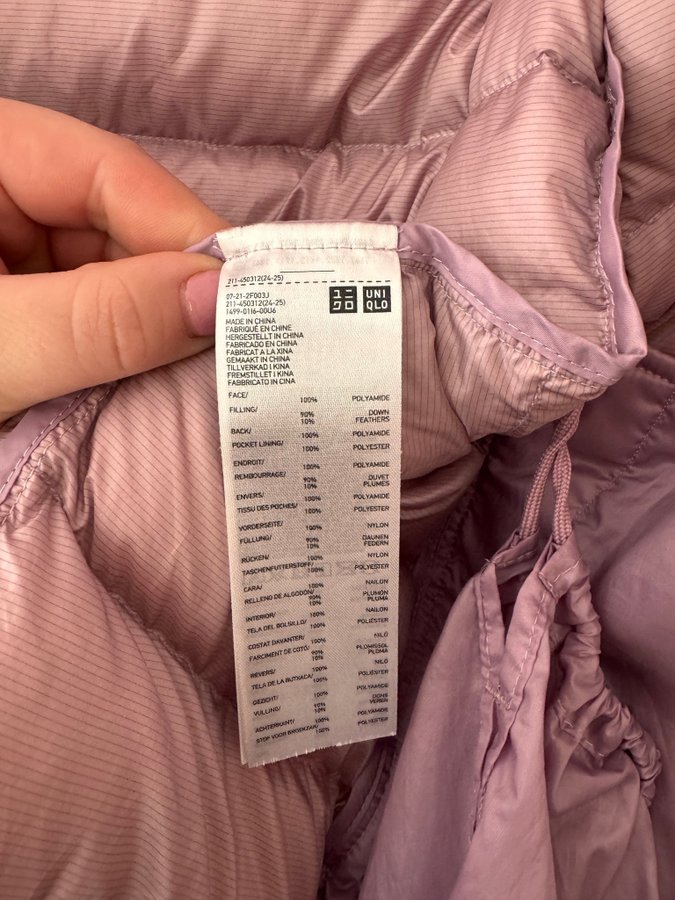 211-450312(24-25)
07-21-2F003J
211-450312(24-25)
1499-01I6-00U6
ユニ
クロ
UNI
QLO
MADE IN CHINA
FABRIQUÉ EN CHINE
HERGESTELLT IN CHINA
FABRICADO EN CHINA
FABRICAT A LA XINA
GEMAAKT IN CHINA
TILLVERKAD I KINA
FREMSTILLET I KINA
FABBRICATO IN CINA
FACE/ 100% POLYAMIDE
FILLING/ 90% DOWN
10% FEATHERS
BACK/ 100% POLYAMIDE
POCKET LINING/ 100% POLYESTER
ENDROIT/ 100% POLYAMIDE
REMBOURRAGE/ 90% DUVET
10% PLUMES
ENVERS/ 100% POLYAMIDE
TISSU DES POCHES/ 100% POLYESTER
VORDERSEITE/ 100% NYLON
FÜLLUNG/ 90% DAUNEN
10% FEDERN
RÜCKEN/ 100% NYLON
TASCHENFUTTERSTOFF/ 100% POLYESTER
CARA/ 100% NAILON
RELLENO DE ALGODÓN/ 90% PLUMÓN
10% PLUMA
INTERIOR/ 100% NAILON
TELA DEL BOLSILLO/ 100% POLIÉSTER
COSTAT DAVANTER/ 100% NILÓ
FARCIMENT DE COTÓ/ 90% PLOMISSOL
10% PLOMA
REVERS/ 100% NILÓ
TELA DE LA BUTXACA/ 100% POLIÈSTER
GEZICHT/ 100% POLYAMIDE
VULLING/ 90% DONS
10% VEREN
ACHTERKANT/ 100% POLYAMIDE
STOF VOOR BROEKZAK/ 100% POLYESTER